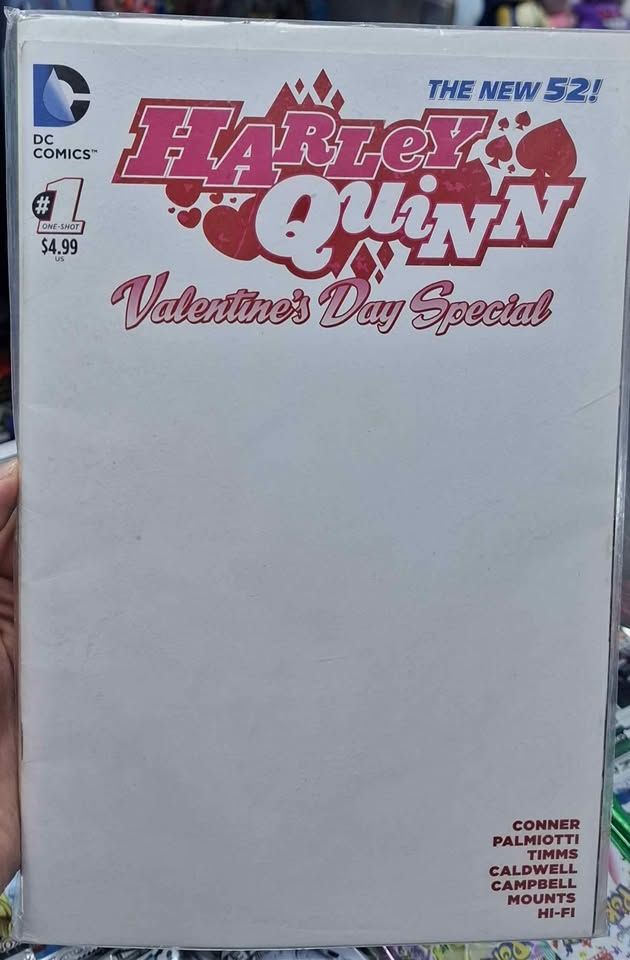 THE NEW 52!
DC
COMICS™
HARLEY
QUINN
#1
ONE-SHOT
$4.99
US
Valentine's Day Special
CONNER
PALMIOTTI
TIMMS
CALDWELL
CAMPBELL
MOUNTS
HI-FI